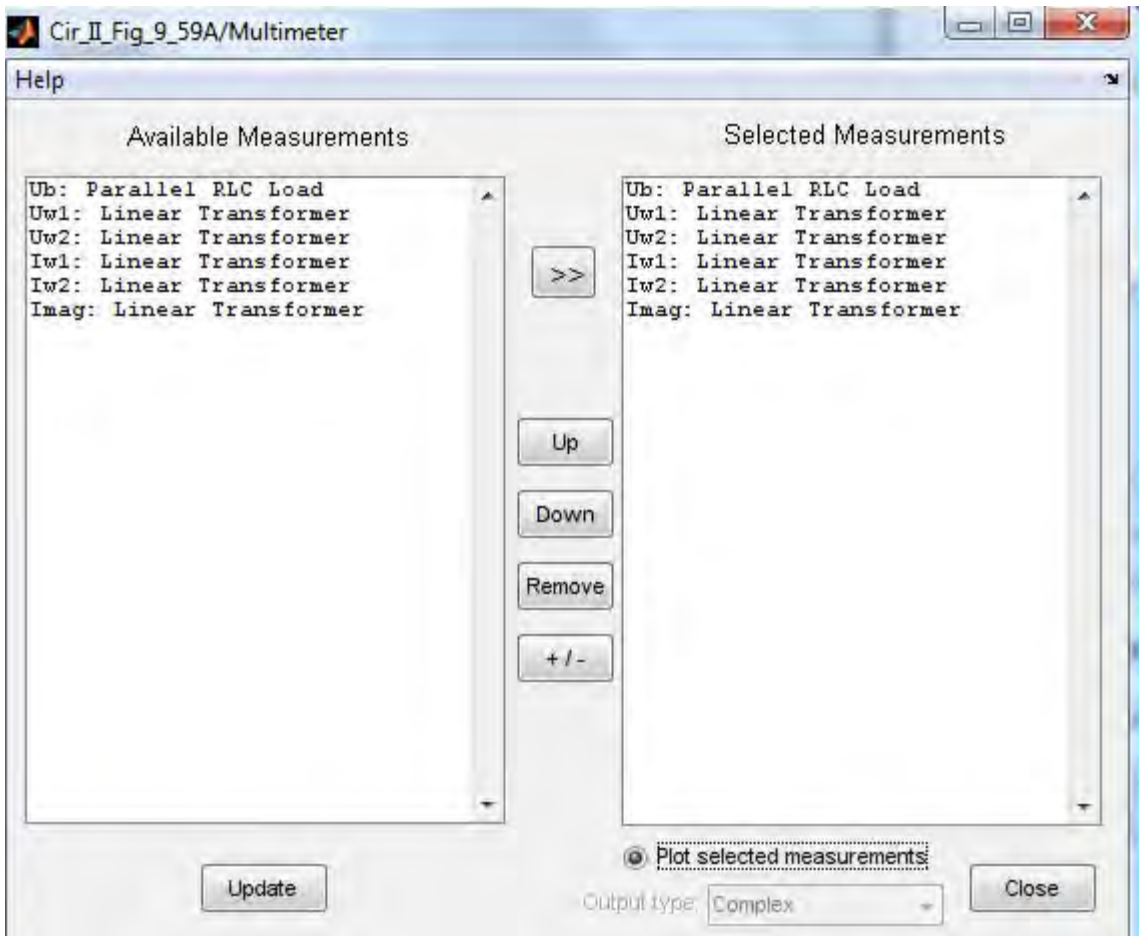 Cir_II_Fig_9_59A/Multimeter
Help
Available Measurements
Ub: Parallel RLC Load
Uw1: Linear Transformer
Uw2: Linear Transformer
Iw1: Linear Transformer
Iw2: Linear Transformer
Imag: Linear Transformer
>>
Up
Down
Remove
+ / -
Selected Measurements
Ub: Parallel RLC Load
Uw1: Linear Transformer
Uw2: Linear Transformer
Iw1: Linear Transformer
Iw2: Linear Transformer
Imag: Linear Transformer
Plot selected measurements
Update
Output type: Complex
Close